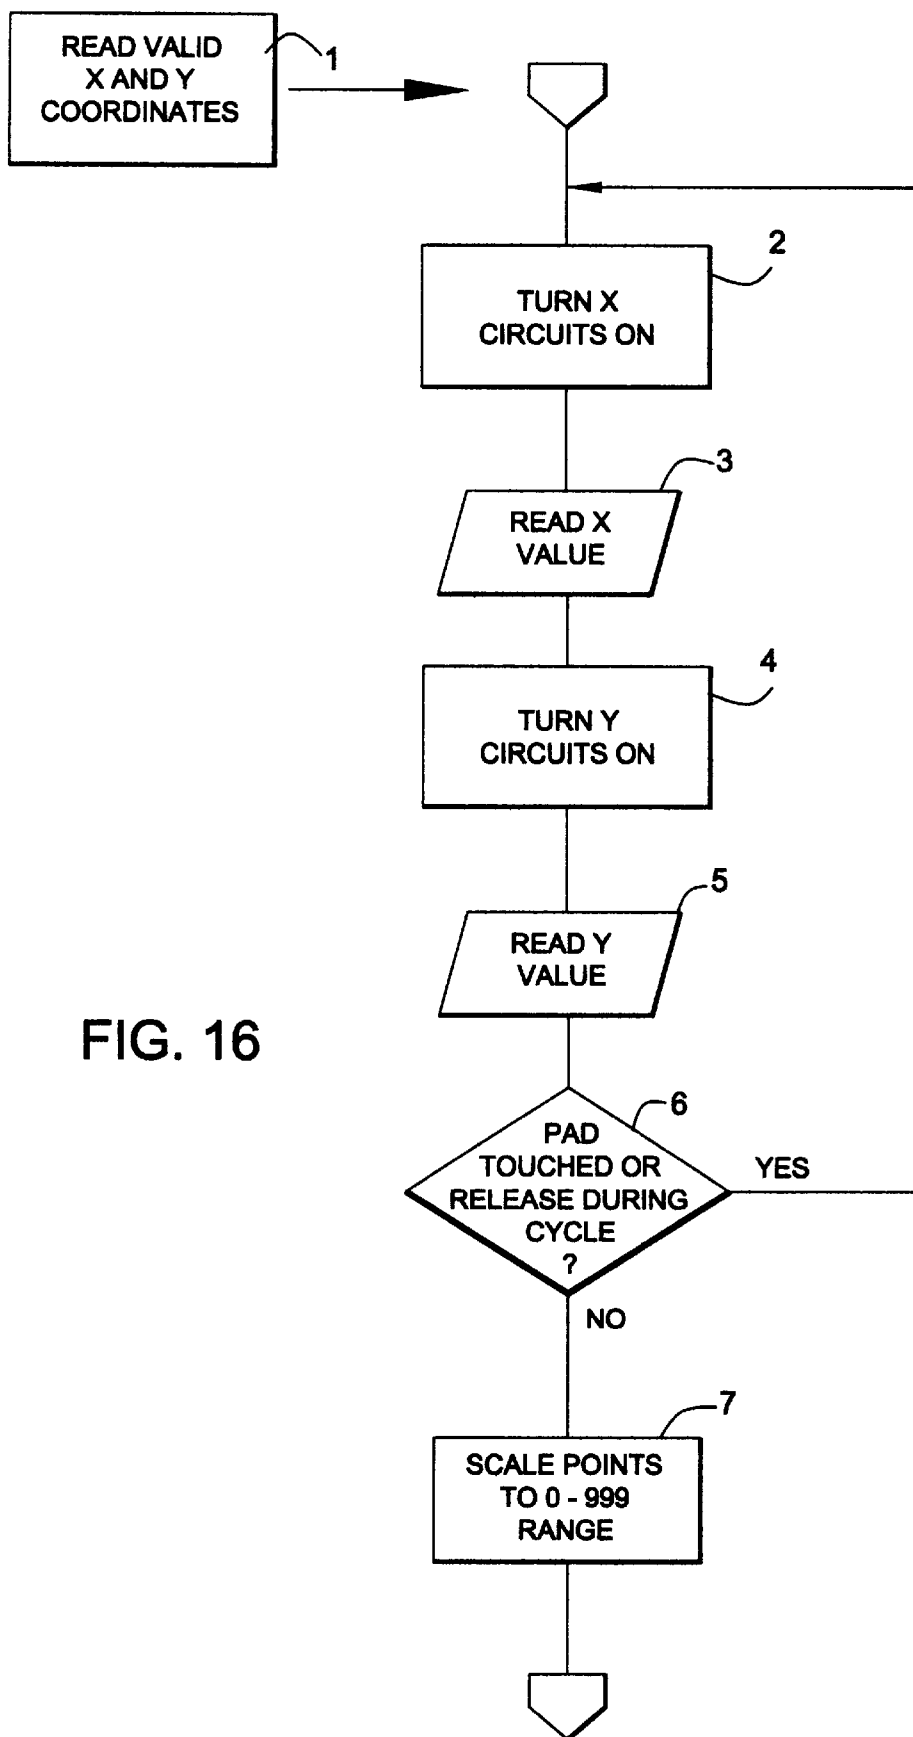 READ VALID
X AND Y
COORDINATES
1
2
TURN X
CIRCUITS ON
3
READ X
VALUE
4
TURN Y
CIRCUITS ON
5
READ Y
VALUE
FIG. 16
6
PAD
TOUCHED OR
RELEASE DURING
CYCLE
?
YES
NO
7
SCALE POINTS
TO 0 - 999
RANGE